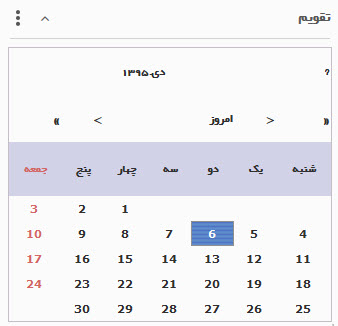 تقویم
? دی ۱۳۹۵
« < امروز > »
شنبه یک دو سه چهار پنج جمعه
1 2 3
4 5 6 7 8 9 10
11 12 13 14 15 16 17
18 19 20 21 22 23 24
25 26 27 28 29 30